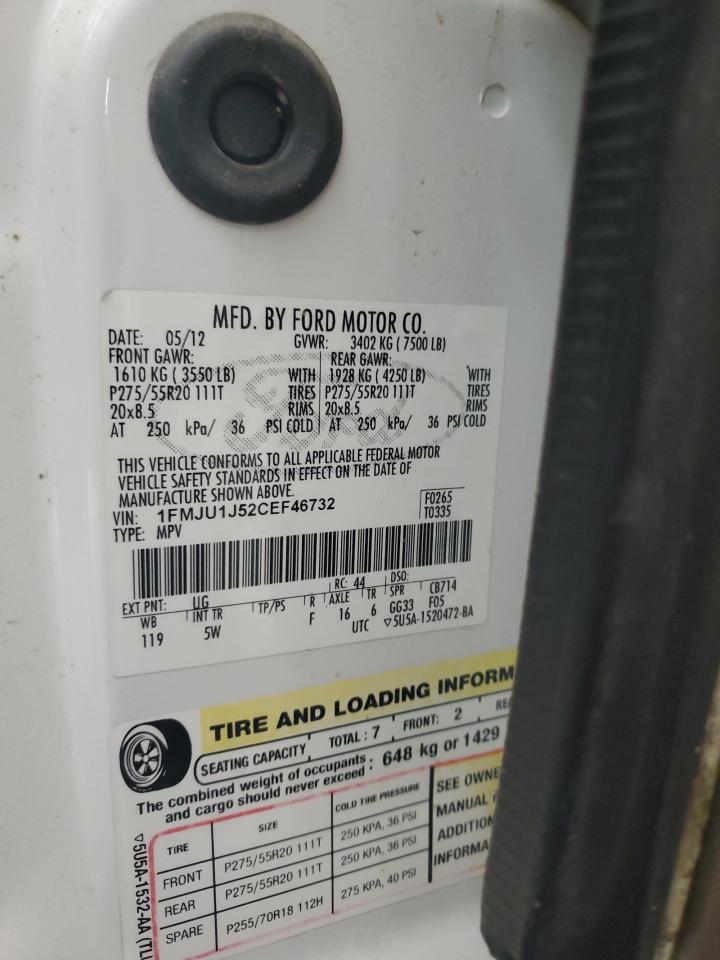 MFD. BY FORD MOTOR CO.
DATE: 05/12 GVWR: 3402 KG ( 7500 LB)
FRONT GAWR: REAR GAWR:
1610 KG ( 3550 LB) WITH 1928 KG ( 4250 LB) WITH
P275/55R20 111T TIRES P275/55R20 111T TIRES
20x8.5 RIMS 20x8.5 RIMS
AT 250 kPa/ 36 PSI COLD AT 250 kPa/ 36 PSI COLD
THIS VEHICLE CONFORMS TO ALL APPLICABLE FEDERAL MOTOR
VEHICLE SAFETY STANDARDS IN EFFECT ON THE DATE OF
MANUFACTURE SHOWN ABOVE.
VIN: 1FMJU1J52CEF46732 F0265
TYPE: MPV T0335
EXT PNT: UG RC: 44 DSO:
WB INT TR TP/PS R AXLE TR SPR CB714
119 5W F 16 6 GG33 F05
UTC ▽5U5A-1520472-BA
TIRE AND LOADING INFORM
SEATING CAPACITY TOTAL : 7 FRONT: 2
The combined weight of occupants : 648 kg or 1429
and cargo should never exceed
TIRE SIZE COLD TIRE PRESSURE SEE OWNE
FRONT P275/55R20 111T 250 KPA, 36 PSI MANUAL
REAR P275/55R20 111T 250 KPA, 36 PSI ADDITION
SPARE P255/70R18 112H 275 KPA, 40 PSI INFORMA
▽5U5A-1532-AA (TLI